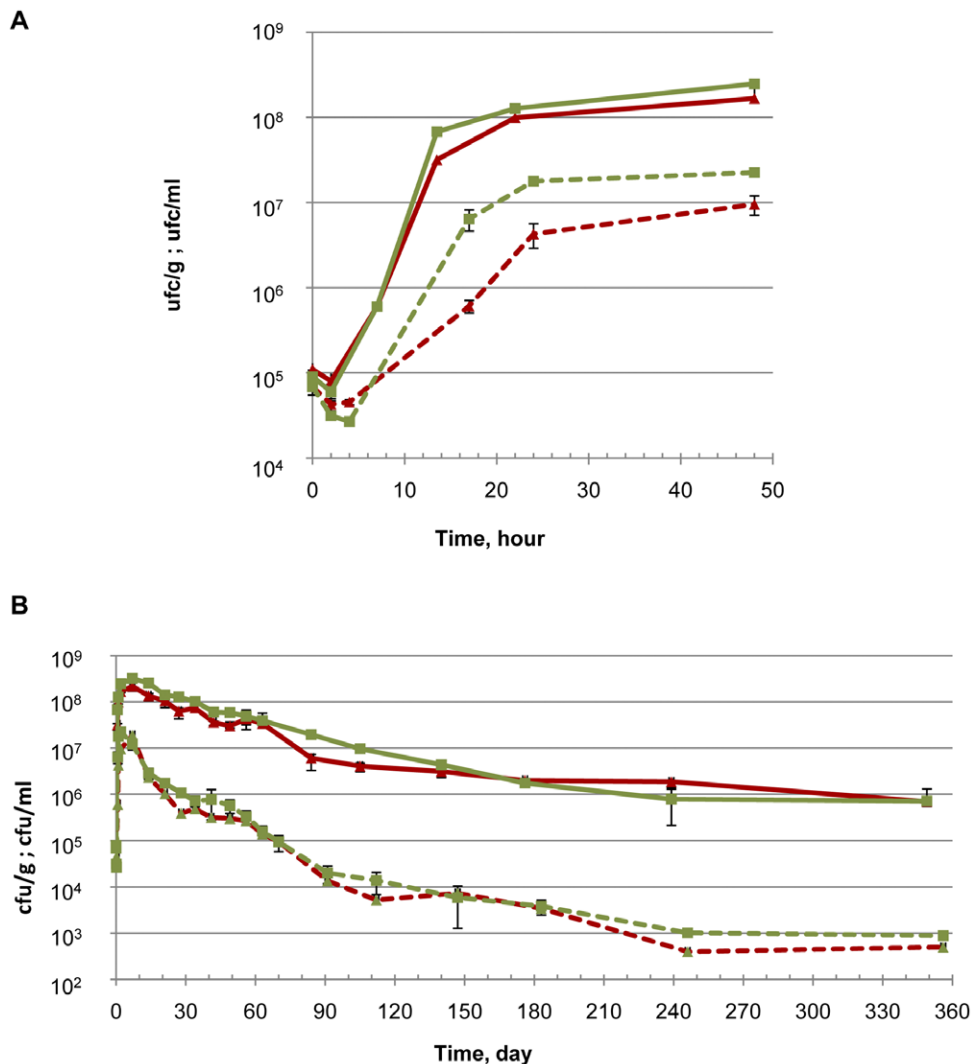 A
10⁹
10⁸
10⁷
10⁶
10⁵
10⁴
ufc/g ; ufc/ml
0 10 20 30 40 50
Time, hour
B
10⁹
10⁸
10⁷
10⁶
10⁵
10⁴
10³
10²
cfu/g ; cfu/ml
0 30 60 90 120 150 180 210 240 270 300 330 360
Time, day